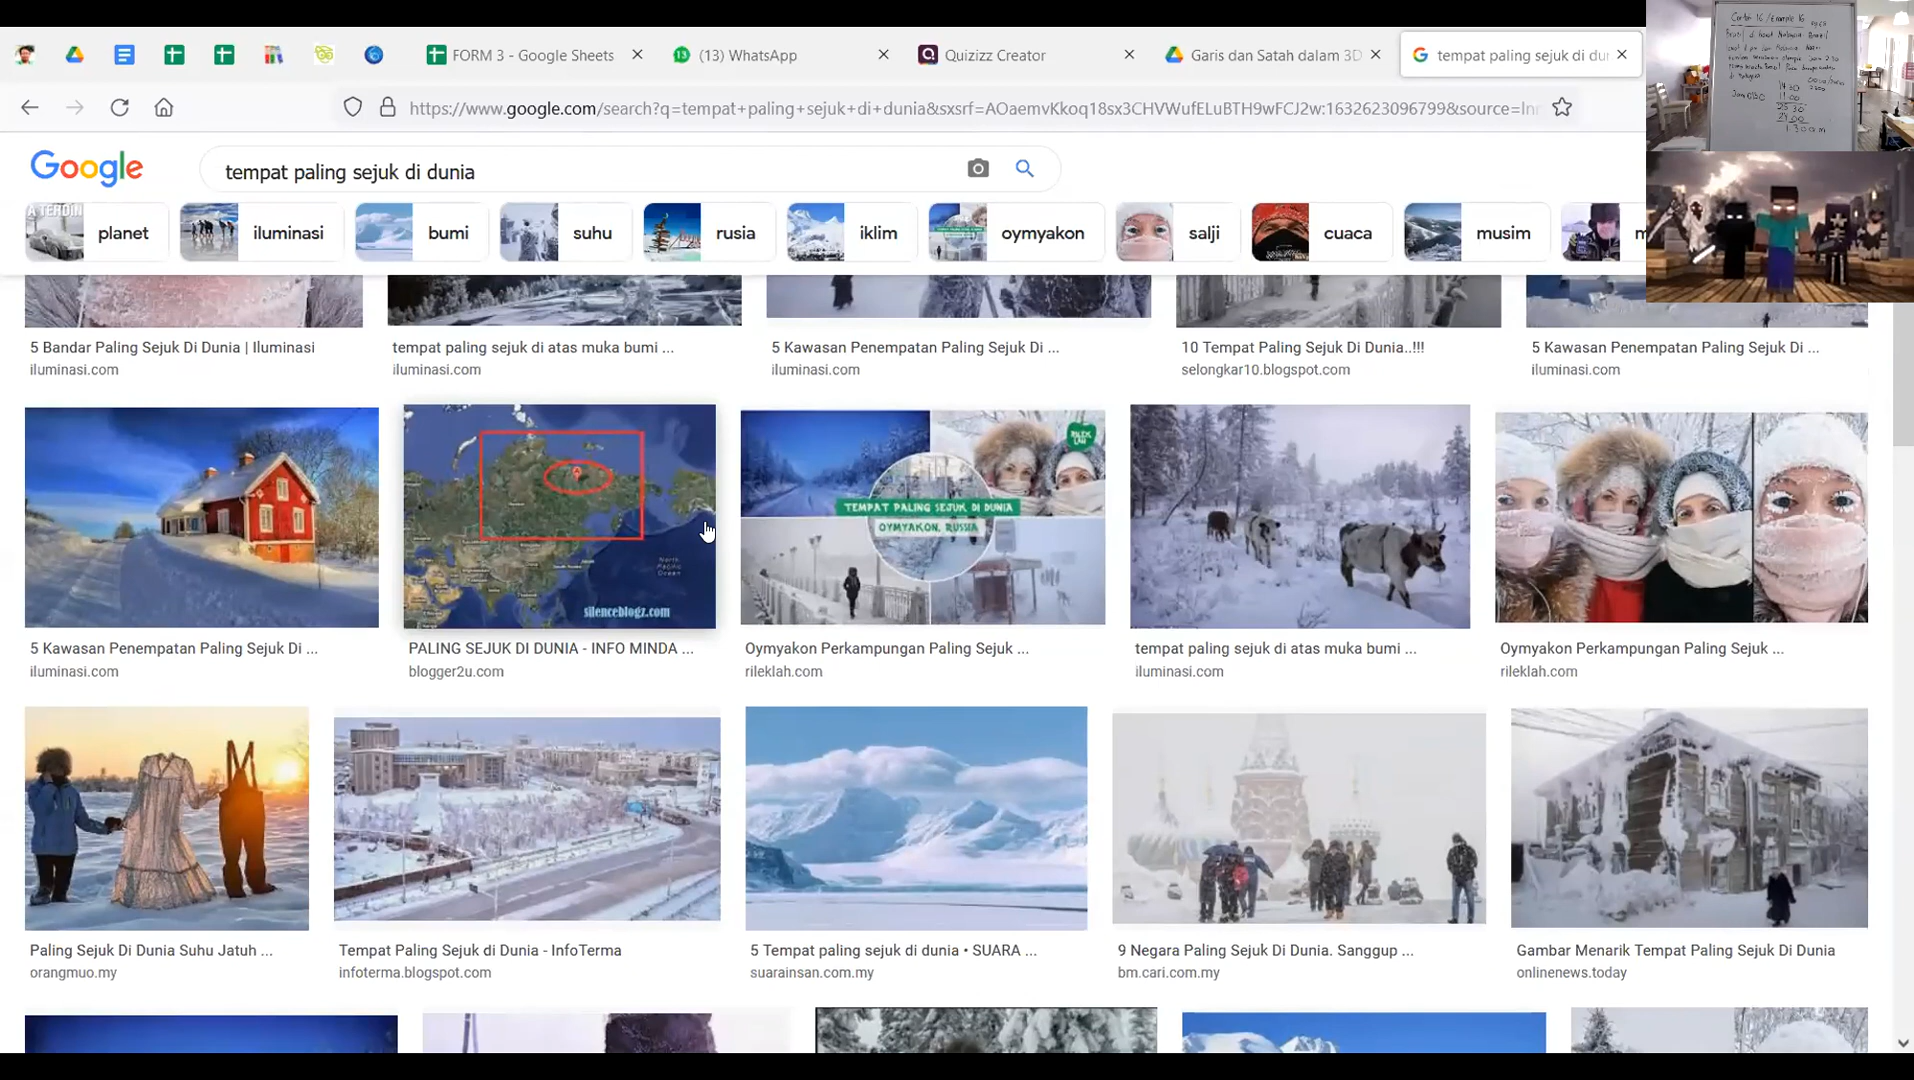 FORM 3 - Google Sheets
(13) WhatsApp
Quizizz Creator
Garis dan Satah dalam 3D
tempat paling sejuk di dur
https://www.google.com/search?q=tempat+paling+sejuk+di+dunia&sxsrf=AOaemvKkoq18sx3CHVWufELuBTH9wFCJ2w:1632623096799&source=ln
Google
tempat paling sejuk di dunia
planet
iluminasi
bumi
suhu
rusia
iklim
oymyakon
salji
cuaca
musim
Contoh 16 / Example 16
5 Bandar Paling Sejuk Di Dunia | Iluminasi
iluminasi.com
tempat paling sejuk di atas muka bumi ...
iluminasi.com
5 Kawasan Penempatan Paling Sejuk Di ...
iluminasi.com
10 Tempat Paling Sejuk Di Dunia..!!!
selongkar10.blogspot.com
5 Kawasan Penempatan Paling Sejuk Di ...
iluminasi.com
silenceblogz.com
RILEK
LAH
TEMPAT PALING SEJUK DI DUNIA
OYMYAKON, RUSSIA
5 Kawasan Penempatan Paling Sejuk Di ...
iluminasi.com
PALING SEJUK DI DUNIA - INFO MINDA ...
blogger2u.com
Oymyakon Perkampungan Paling Sejuk ...
rileklah.com
tempat paling sejuk di atas muka bumi ...
iluminasi.com
Oymyakon Perkampungan Paling Sejuk ...
rileklah.com
Paling Sejuk Di Dunia Suhu Jatuh ...
orangmuo.my
Tempat Paling Sejuk di Dunia - InfoTerma
infoterma.blogspot.com
5 Tempat paling sejuk di dunia • SUARA ...
suarainsan.com.my
9 Negara Paling Sejuk Di Dunia. Sanggup ...
bm.cari.com.my
Gambar Menarik Tempat Paling Sejuk Di Dunia
onlinenews.today